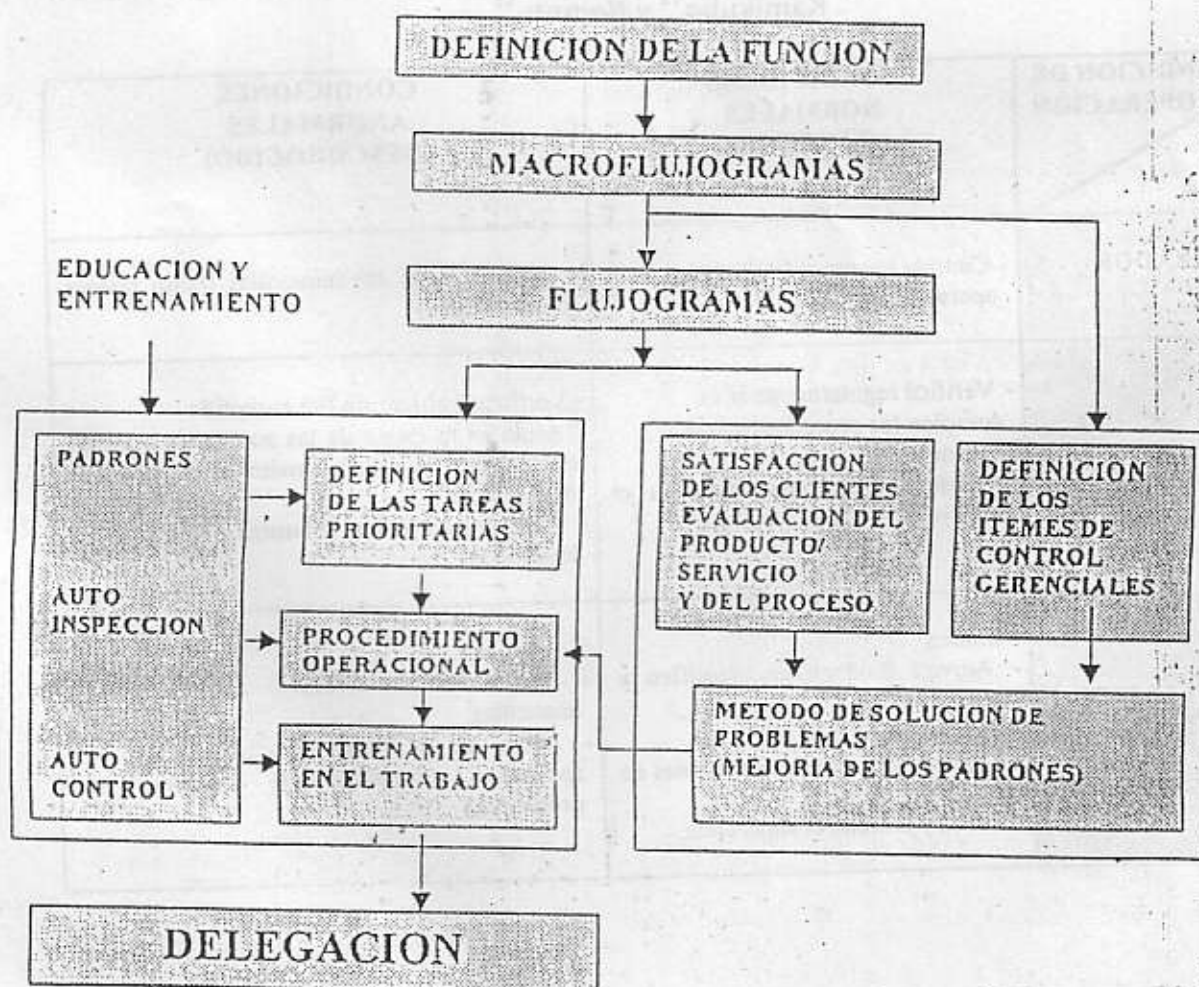 Kamikubo
DEFINICION DE LA FUNCION
MACROFLUJOGRAMAS
EDUCACION Y
ENTRENAMIENTO
FLUJOGRAMAS
PADRONES
AUTO
INSPECCION
AUTO
CONTROL
DEFINICION
DE LAS TAREAS
PRIORITARIAS
PROCEDIMIENTO
OPERACIONAL
ENTRENAMIENTO
EN EL TRABAJO
SATISFACCION
DE LOS CLIENTES
EVALUACION DEL
PRODUCTO/
SERVICIO
Y DEL PROCESO
DEFINICION
DE LOS
ITEMES DE
CONTROL
GERENCIALES
METODO DE SOLUCION DE
PROBLEMAS
(MEJORIA DE LOS PADRONES)
DELEGACION